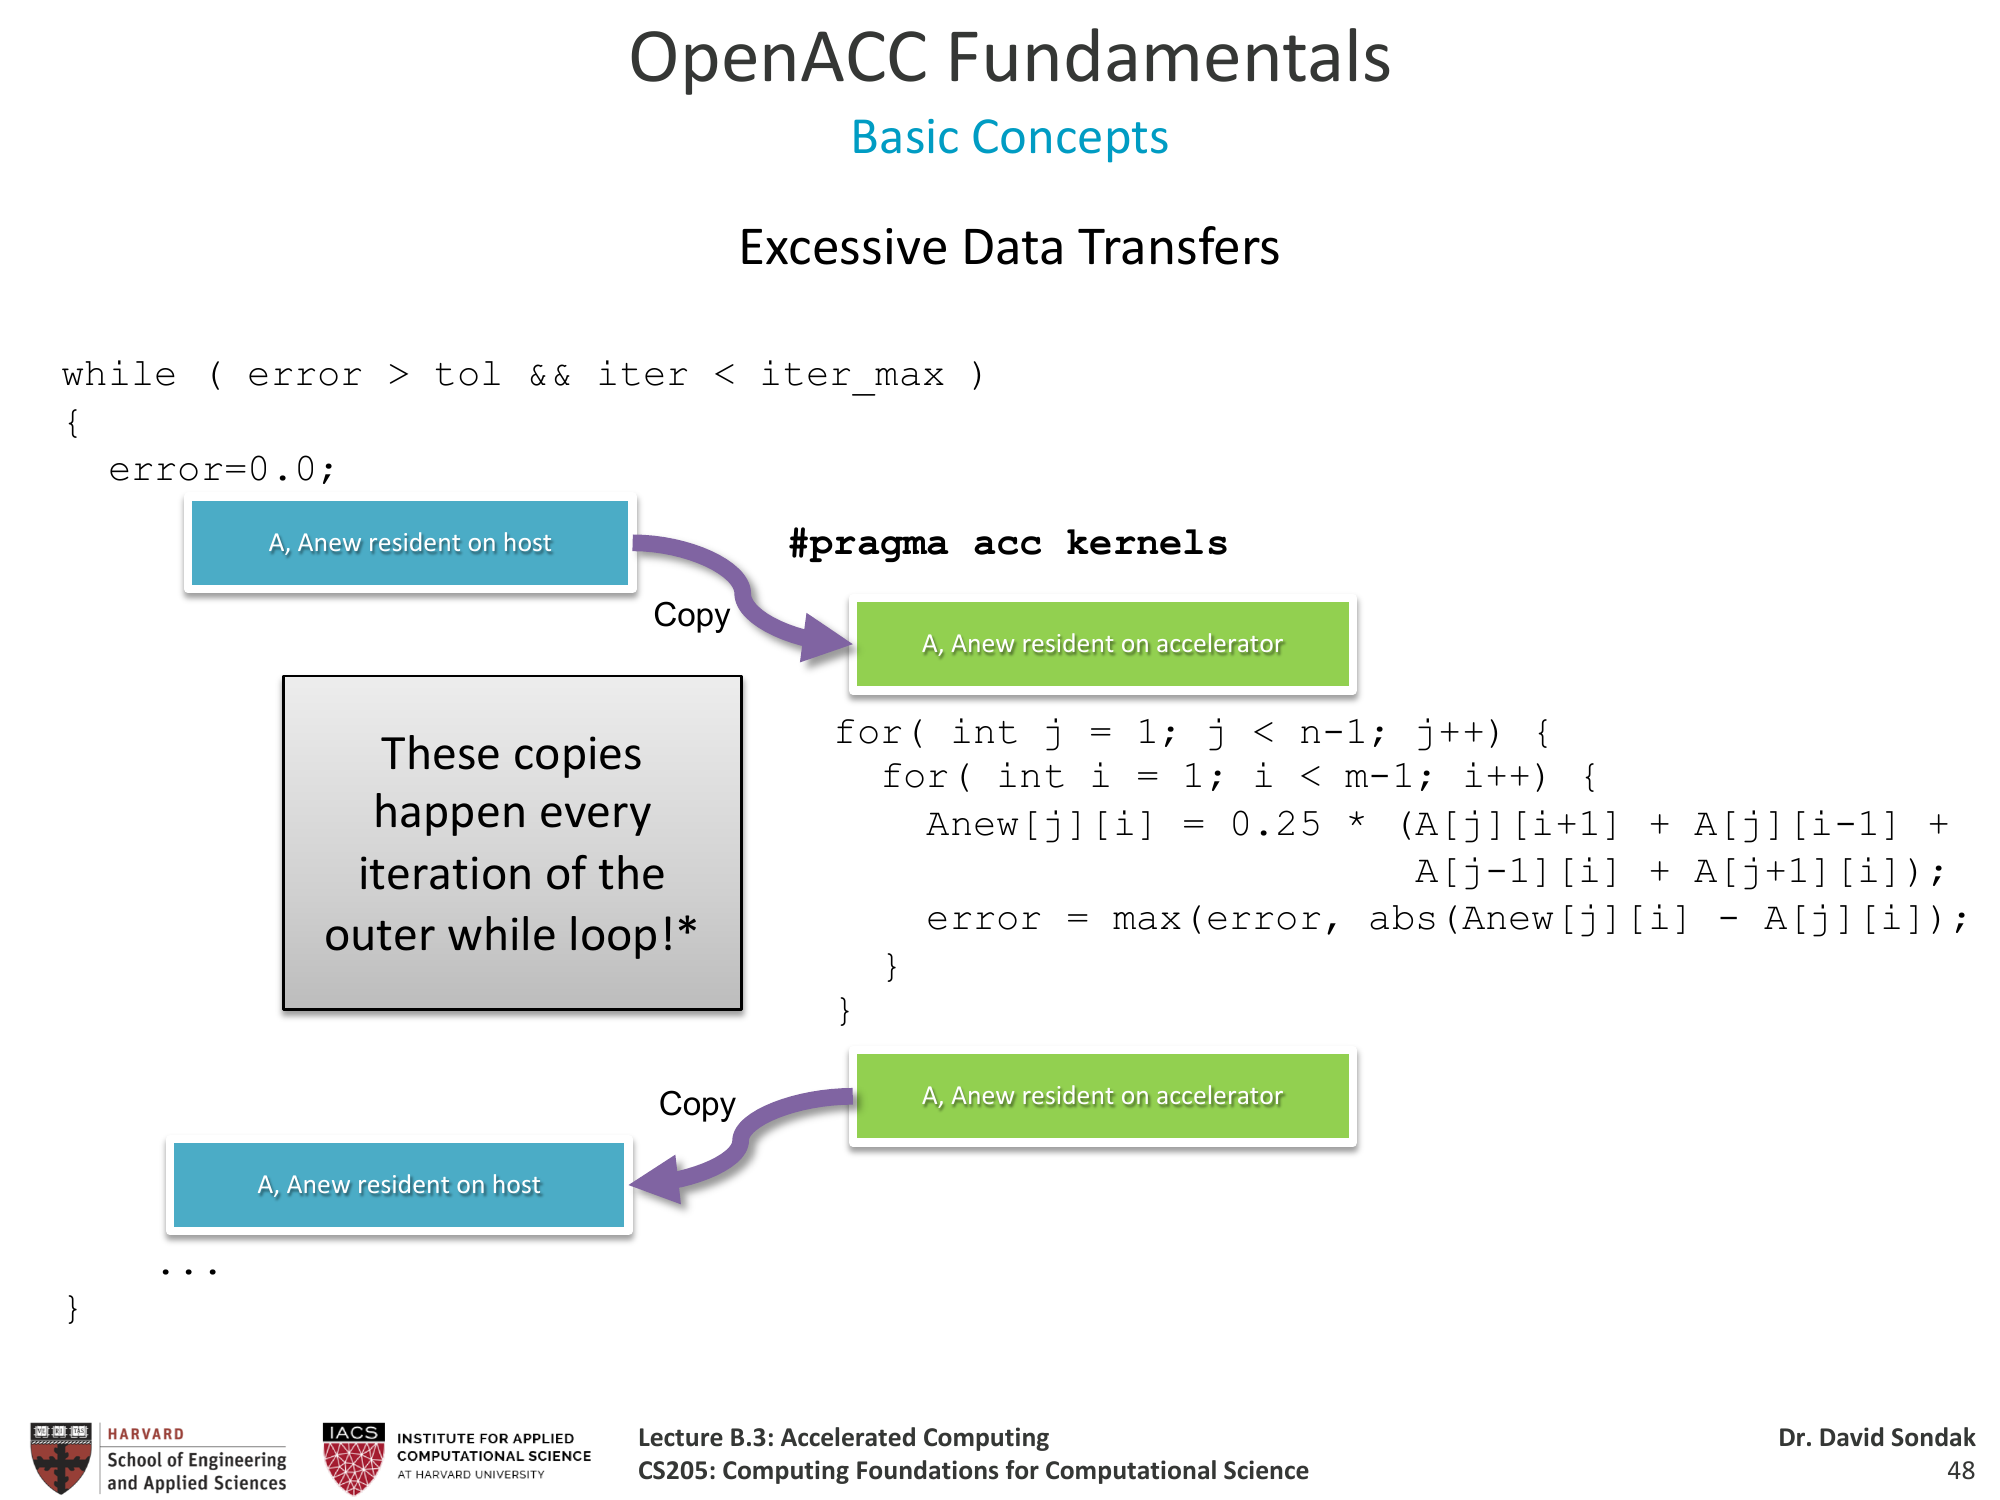 OpenACC Fundamentals
Basic Concepts
Excessive Data Transfers
while ( error > tol && iter < iter_max )
{
error=0.0;
A, Anew resident on host
#pragma acc kernels
Copy
A, Anew resident on accelerator
These copies
happen every
iteration of the
outer while loop!*
for( int j = 1; j < n-1; j++) {
for( int i = 1; i < m-1; i++) {
Anew[j][i] = 0.25 * (A[j][i+1] + A[j][i-1] +
A[j-1][i] + A[j+1][i]);
error = max(error, abs(Anew[j][i] - A[j][i]);
}
}
A, Anew resident on accelerator
Copy
A, Anew resident on host
...
}
HARVARD
School of Engineering
and Applied Sciences
IACS
INSTITUTE FOR APPLIED
COMPUTATIONAL SCIENCE
AT HARVARD UNIVERSITY
Lecture B.3: Accelerated Computing
CS205: Computing Foundations for Computational Science
Dr. David Sondak
48